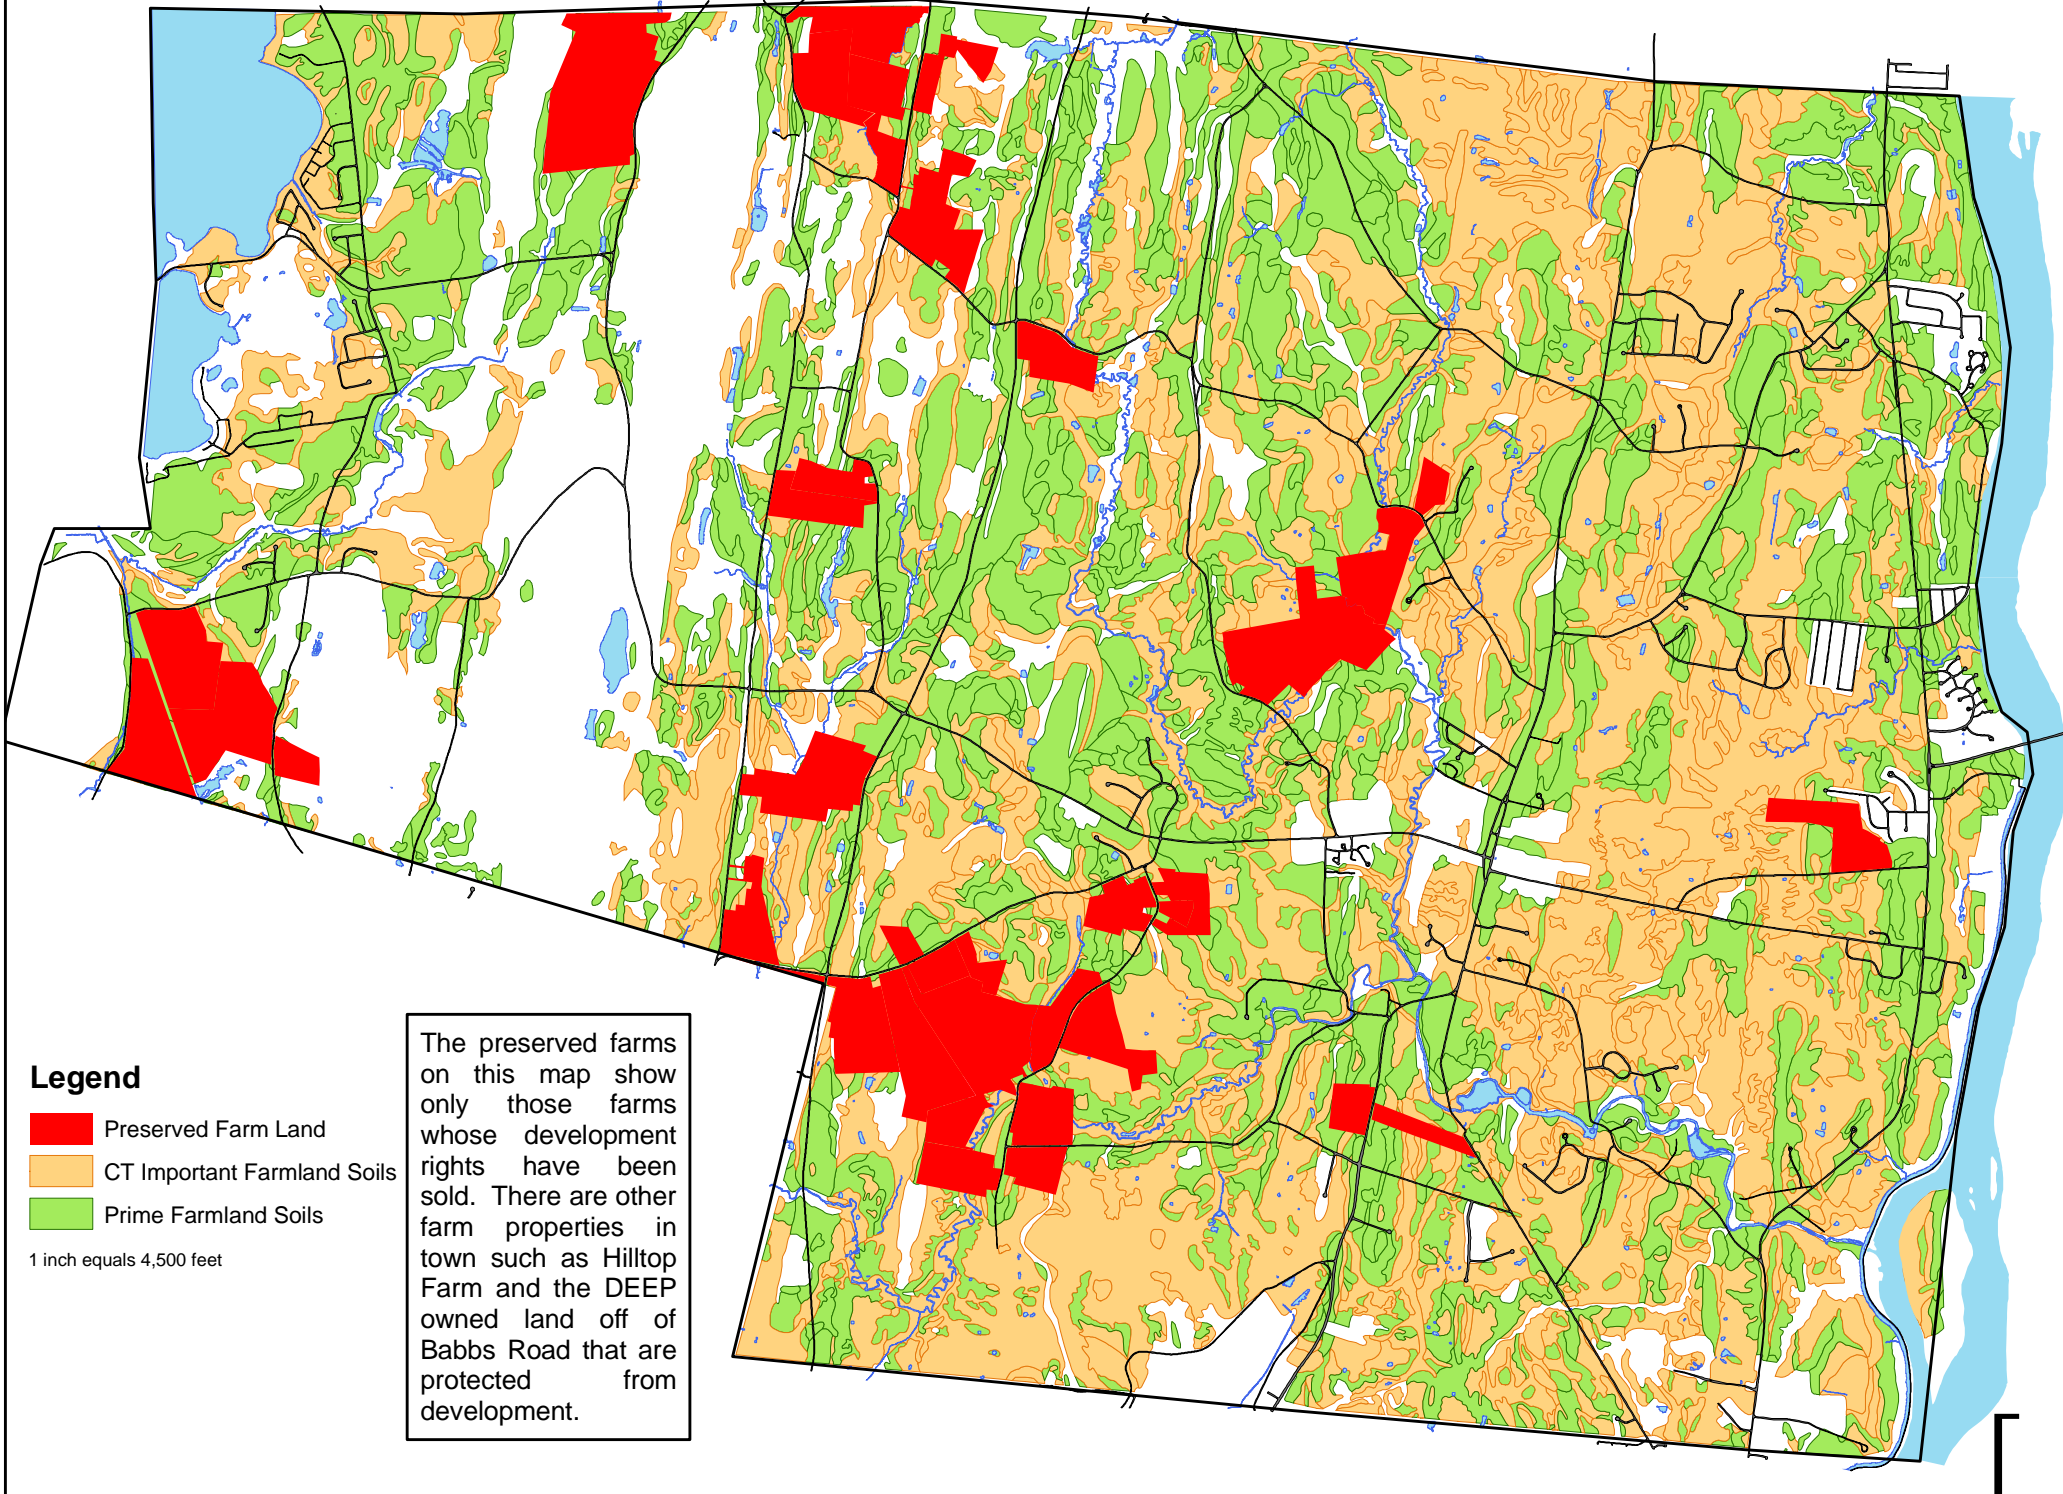 Legend
Preserved Farm Land
CT Important Farmland Soils
Prime Farmland Soils
1 inch equals 4,500 feet
The preserved farms
on this map show
only those farms
whose development
rights have been
sold. There are other
farm properties in
town such as Hilltop
Farm and the DEEP
owned land off of
Babbs Road that are
protected from
development.